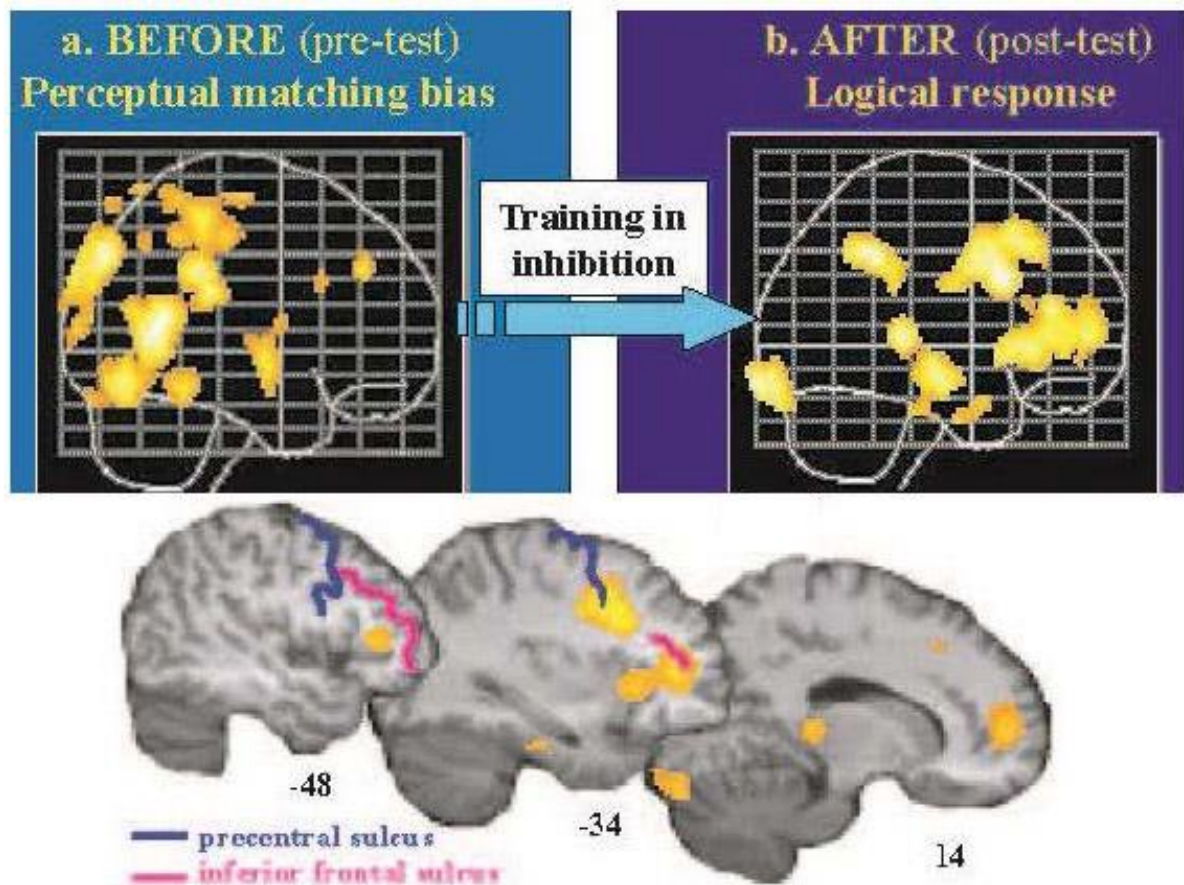 a. BEFORE (pre-test)
Perceptual matching bias
b. AFTER (post-test)
Logical response
Training in
inhibition
-48
-34
14
precentral sulcus
inferior frontal sulcus